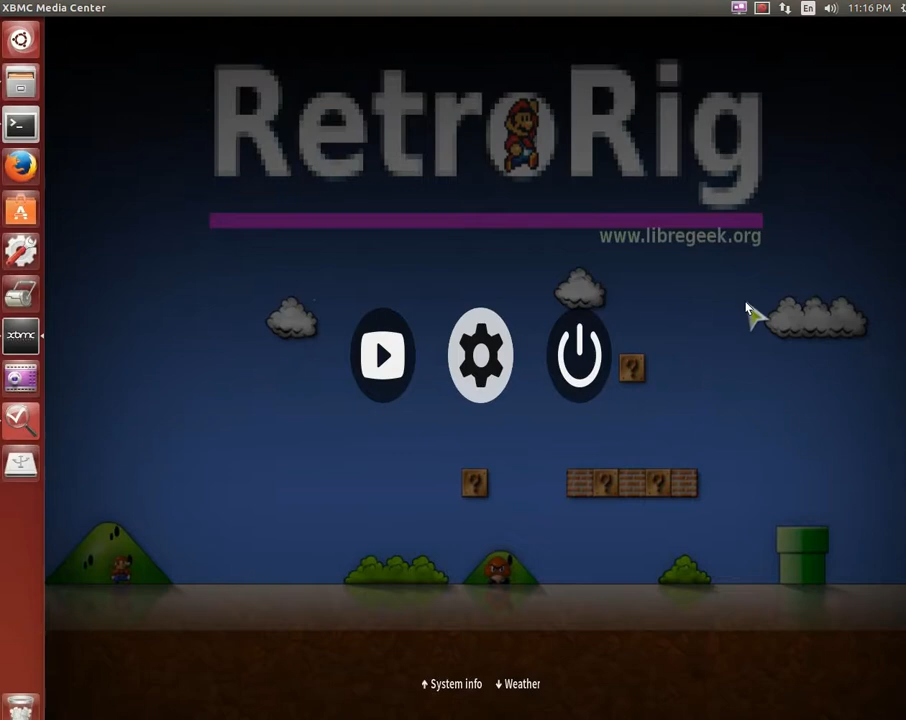 XBMC Media Center
En
11:16 PM
RetroRig
www.libregeek.org
xbmc
System info Weather